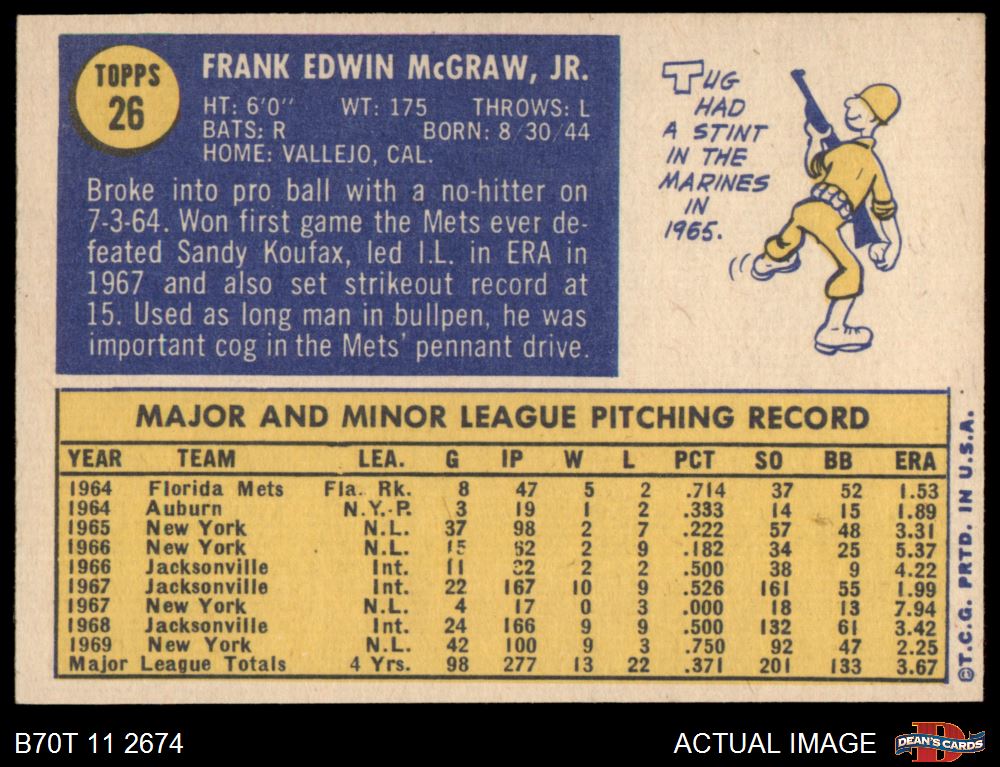 TOPPS
26
FRANK EDWIN McGRAW, JR.
HT: 6'0" WT: 175 THROWS: L
BATS: R BORN: 8/30/44
HOME: VALLEJO, CAL.
Broke into pro ball with a no-hitter on
7-3-64. Won first game the Mets ever de-
feated Sandy Koufax, led I.L. in ERA in
1967 and also set strikeout record at
15. Used as long man in bullpen, he was
important cog in the Mets' pennant drive.
TUG
HAD
A STINT
IN THE
MARINES
IN
1965.
MAJOR AND MINOR LEAGUE PITCHING RECORD
YEAR TEAM LEA. G IP W L PCT SO BB ERA
1964 Florida Mets Fla. Rk. 8 47 5 2 .714 37 52 1.53
1964 Auburn N.Y.-P. 3 19 1 2 .333 14 15 1.89
1965 New York N.L. 37 98 2 7 .222 57 48 3.31
1966 New York N.L. 15 62 2 9 .182 34 25 5.37
1966 Jacksonville Int. 11 32 2 2 .500 38 9 4.22
1967 Jacksonville Int. 22 167 10 9 .526 161 55 1.99
1967 New York N.L. 4 17 0 3 .000 18 13 7.94
1968 Jacksonville Int. 24 166 9 9 .500 132 61 3.42
1969 New York N.L. 42 100 9 3 .750 92 47 2.25
Major League Totals 4 Yrs. 98 277 13 22 .371 201 133 3.67
©T.C.G. PRTD. IN U.S.A.
B70T 11 2674
ACTUAL IMAGE
D
DEAN'S CARDS